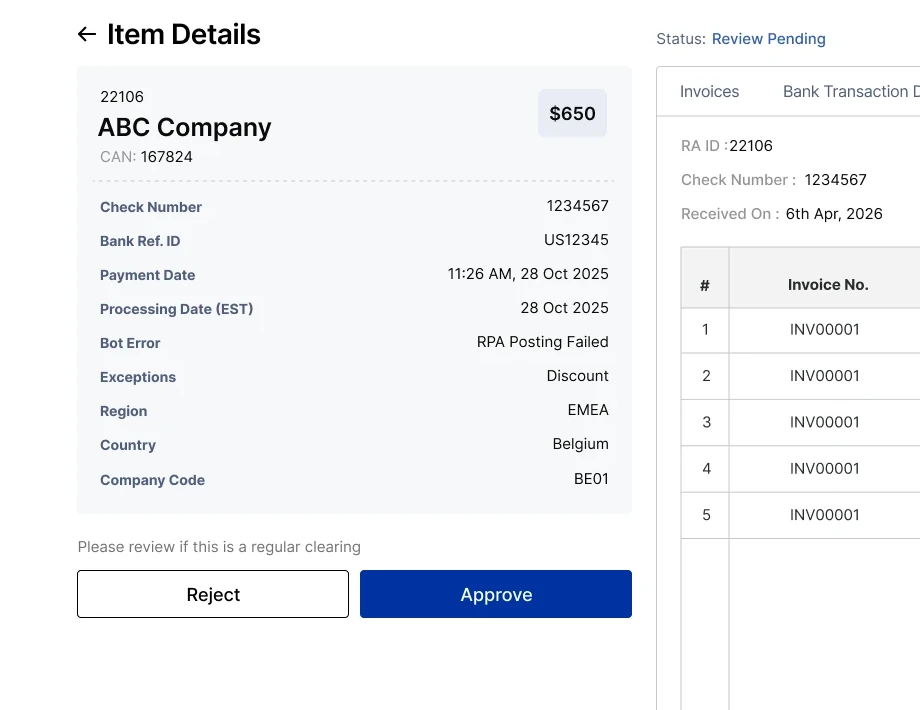 ← Item Details
22106
ABC Company
CAN: 167824
$650
Check Number 1234567
Bank Ref. ID US12345
Payment Date 11:26 AM, 28 Oct 2025
Processing Date (EST) 28 Oct 2025
Bot Error RPA Posting Failed
Exceptions Discount
Region EMEA
Country Belgium
Company Code BE01
Please review if this is a regular clearing
Reject Approve
Status: Review Pending
Invoices Bank Transaction D
RA ID :22106
Check Number : 1234567
Received On : 6th Apr, 2026
# Invoice No.
1 INV00001
2 INV00001
3 INV00001
4 INV00001
5 INV00001